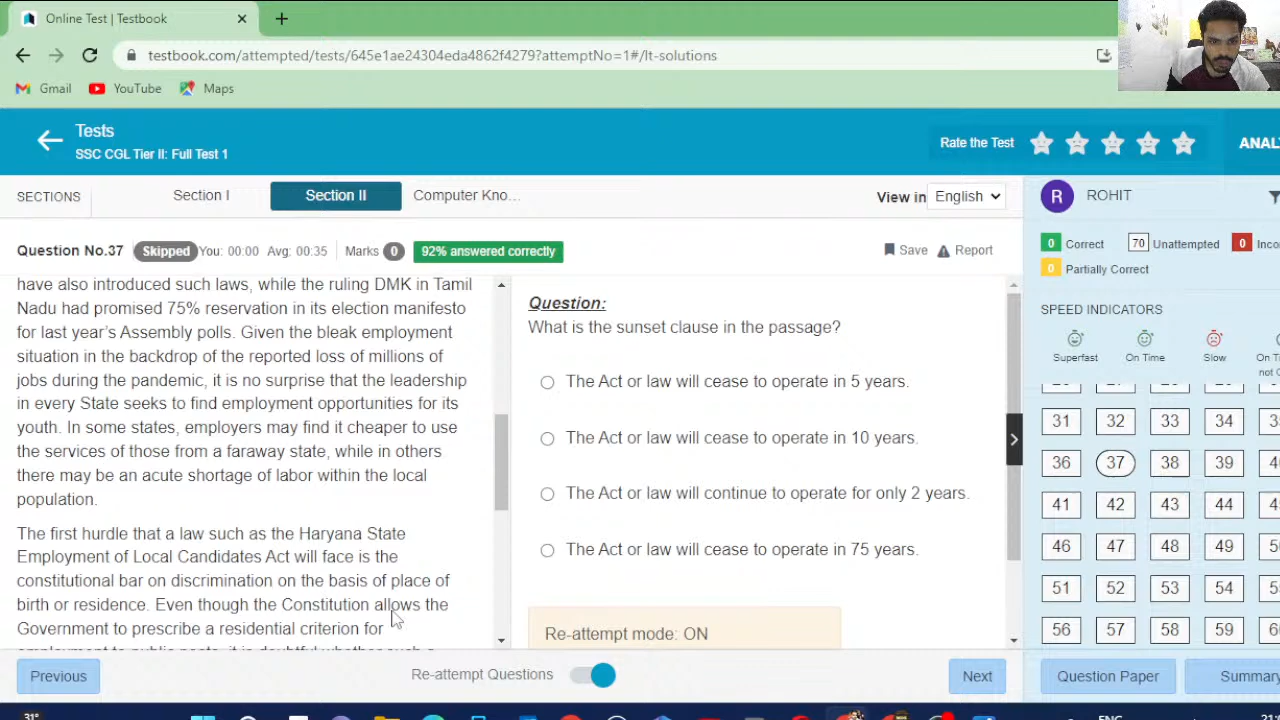 Online Test | Testbook
testbook.com/attempted/tests/645e1ae24304eda4862f4279?attemptNo=1#/lt-solutions
Gmail
YouTube
Maps
Tests
SSC CGL Tier II: Full Test 1
Rate the Test
ANAL
SECTIONS
Section I
Section II
Computer Kno...
View in
English
R
ROHIT
Question No.37
Skipped
You: 00:00
Avg: 00:35
Marks
0
92% answered correctly
Save
Report
0
Correct
70
Unattempted
0
Inco
0
Partially Correct
have also introduced such laws, while the ruling DMK in Tamil
Nadu had promised 75% reservation in its election manifesto
for last year's Assembly polls. Given the bleak employment
situation in the backdrop of the reported loss of millions of
jobs during the pandemic, it is no surprise that the leadership
in every State seeks to find employment opportunities for its
youth. In some states, employers may find it cheaper to use
the services of those from a faraway state, while in others
there may be an acute shortage of labor within the local
population.
The first hurdle that a law such as the Haryana State
Employment of Local Candidates Act will face is the
constitutional bar on discrimination on the basis of place of
birth or residence. Even though the Constitution allows the
Government to prescribe a residential criterion for
Question:
What is the sunset clause in the passage?
The Act or law will cease to operate in 5 years.
The Act or law will cease to operate in 10 years.
The Act or law will continue to operate for only 2 years.
The Act or law will cease to operate in 75 years.
Re-attempt mode: ON
SPEED INDICATORS
Superfast
On Time
Slow
On T
not C
31 32 33 34
36 37 38 39
41 42 43 44
46 47 48 49
51 52 53 54
56 57 58 59
Previous
Re-attempt Questions
Next
Question Paper
Summary
31°
ENG